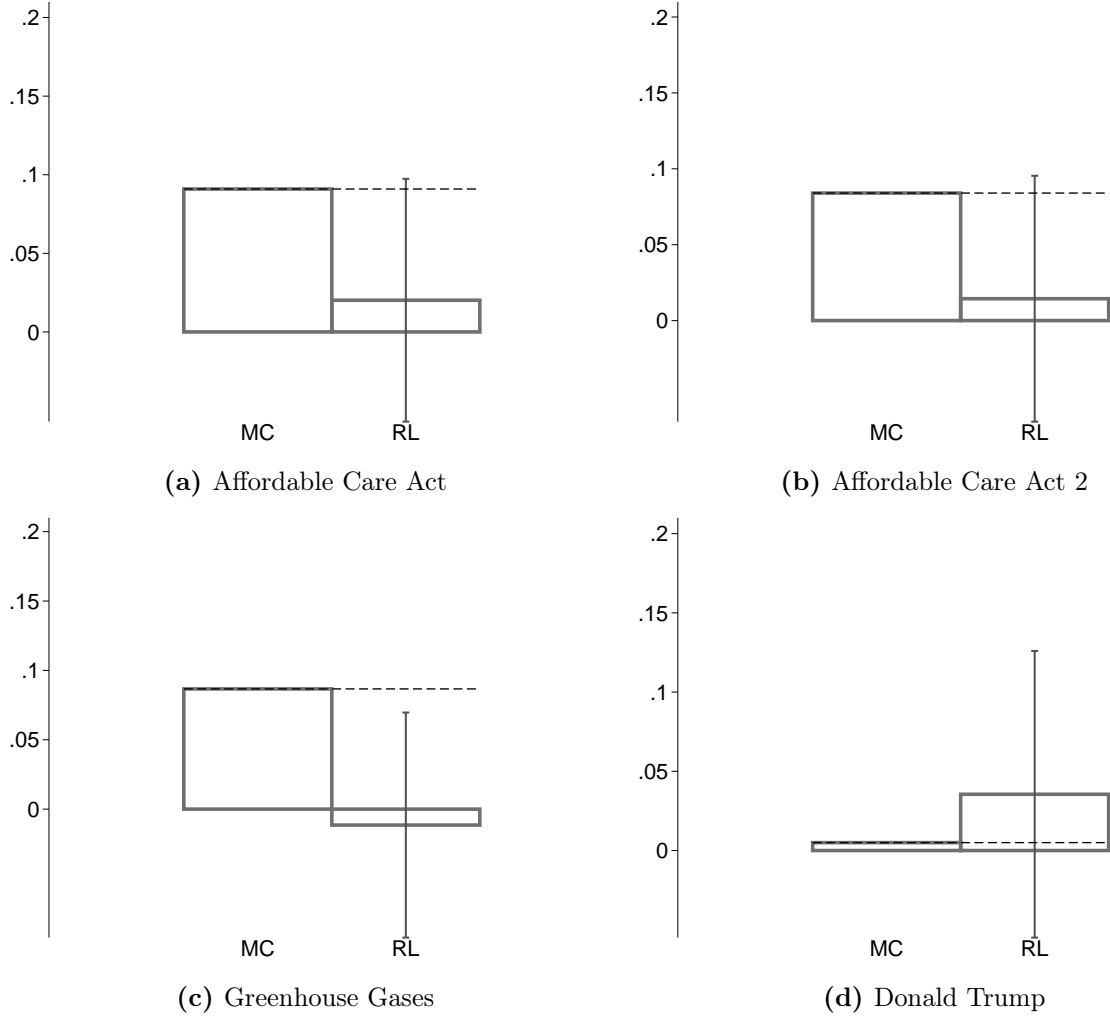 .2
.15
.1
.05
0
MC RL
(a) Affordable Care Act
.2
.15
.1
.05
0
MC RL
(b) Affordable Care Act 2
.2
.15
.1
.05
0
MC RL
(c) Greenhouse Gases
.2
.15
.1
.05
0
MC RL
(d) Donald Trump